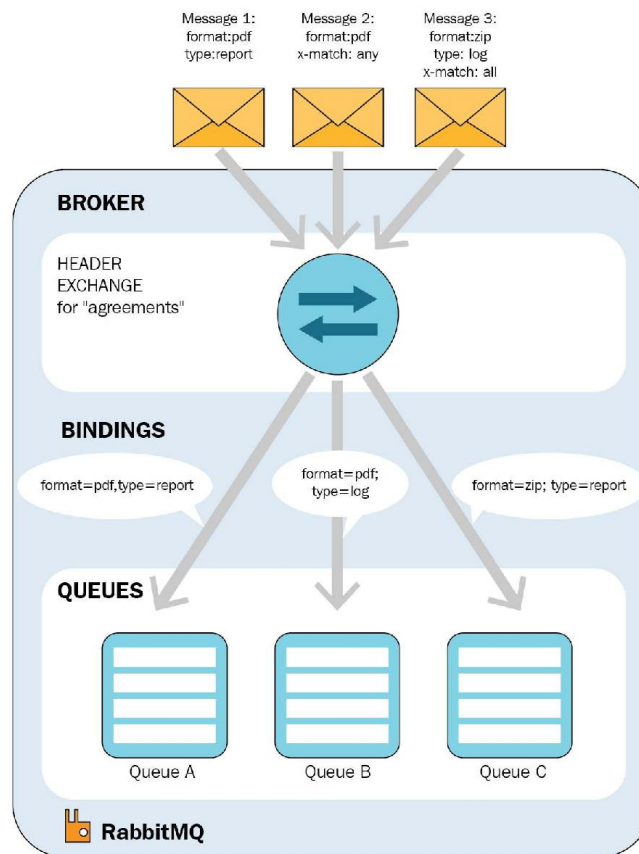 Message 1:
format:pdf
type:report
Message 2:
format:pdf
x-match: any
Message 3:
format:zip
type: log
x-match: all
BROKER
HEADER
EXCHANGE
for "agreements"
BINDINGS
format=pdf,type=report
format=pdf;
type=log
format=zip; type=report
QUEUES
Queue A
Queue B
Queue C
RabbitMQ